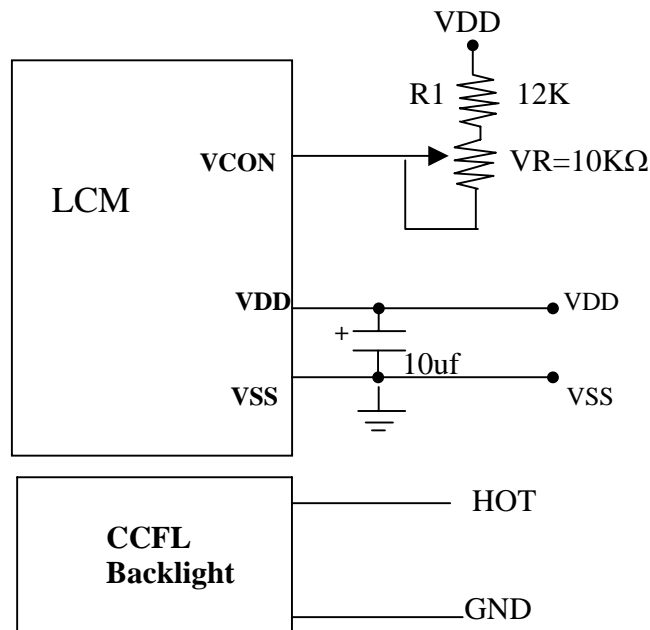 VDD
R1 12K
VCON
VR=10KΩ
LCM
VDD
VDD
+
10uf
VSS
VSS
CCFL
Backlight
HOT
GND